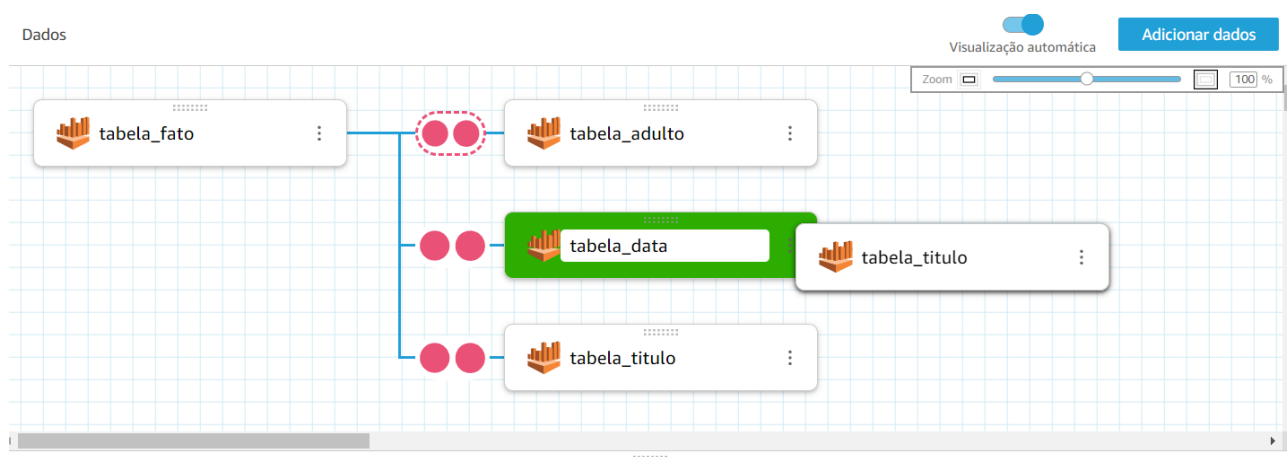 Dados
Visualização automática
Adicionar dados
Zoom
100 %
tabela_fato
tabela_adulto
tabela_data
tabela_titulo
tabela_titulo